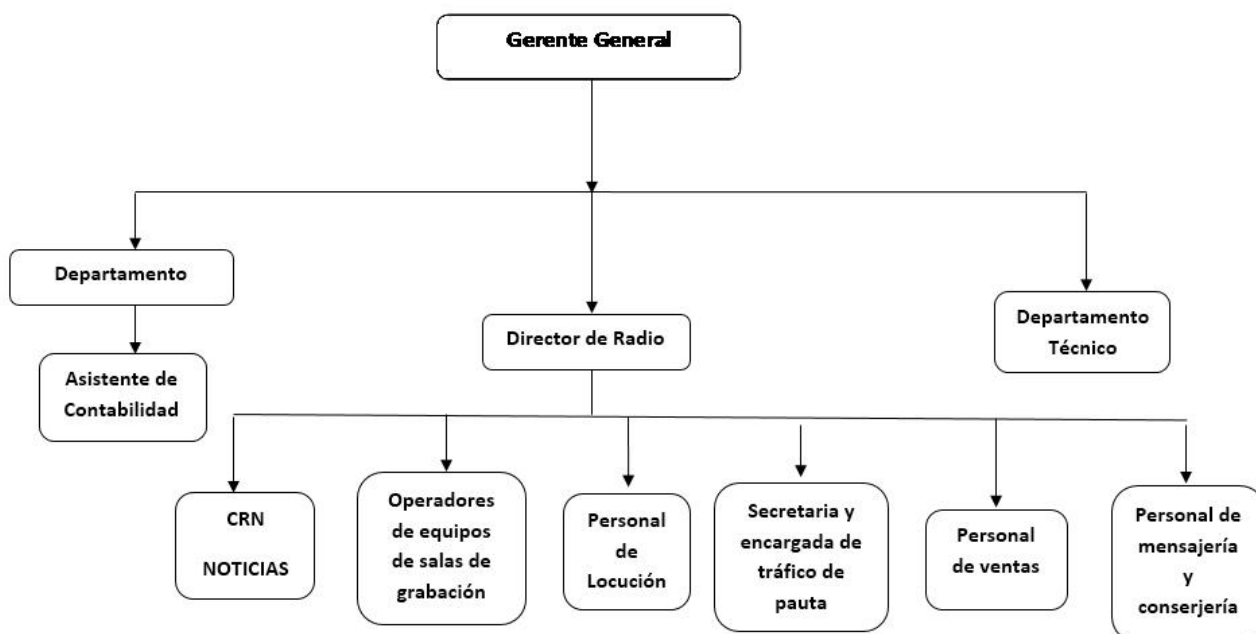 Gerente General
Departamento
Asistente de
Contabilidad
Director de Radio
Departamento
Técnico
CRN
NOTICIAS
Operadores
de equipos
de salas de
grabación
Personal
de
Locución
Secretaria y
encargada de
tráfico de
pauta
Personal
de ventas
Personal de
mensajería
y
conserjería